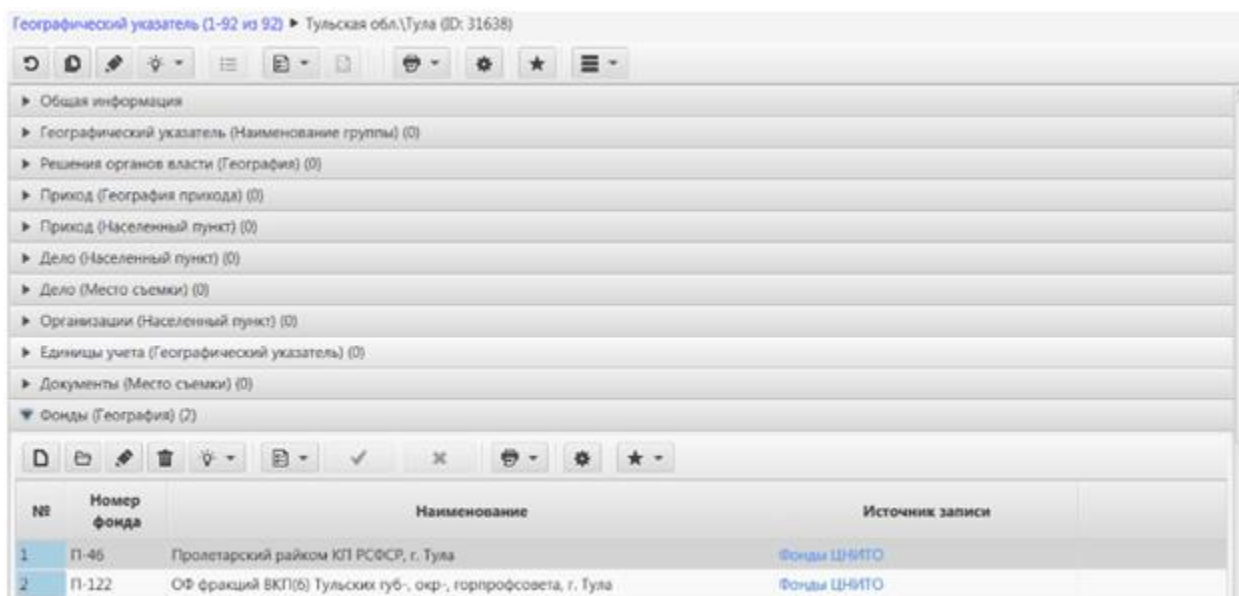 Географический указатель (1-92 из 92) ▶ Тульская обл.\Тула (ID: 31638)
Общая информация
Географический указатель (Наименование группы) (0)
Решения органов власти (География) (0)
Приход (География прихода) (0)
Приход (Населенный пункт) (0)
Дело (Населенный пункт) (0)
Дело (Место съемки) (0)
Организации (Населенный пункт) (0)
Единицы учета (Географический указатель) (0)
Документы (Место съемки) (0)
Фонды (География) (2)
№ Номер фонда Наименование Источник записи
1 П-46 Пролетарский райком КП РСФСР, г. Тула Фонды ЦНИТО
2 П-122 ОФ фракций ВКП(б) Тульских губ-, окр-, горпрофсовета, г. Тула Фонды ЦНИТО